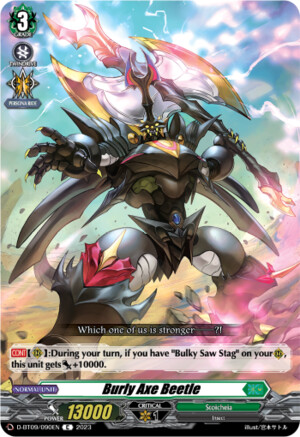 3
GRADE
TWINDRIVE
PERSONA RIDE
Which one of us is stronger . . . ?!
CONT[ ]:During your turn, if you have "Bulky Saw Stag" on your ,
this unit gets +10000.
NORMAL UNIT
Burly Axe Beetle
D-BT09/090EN C 2023
POWER 13000
CRITICAL
1
Stoicheia
Insect